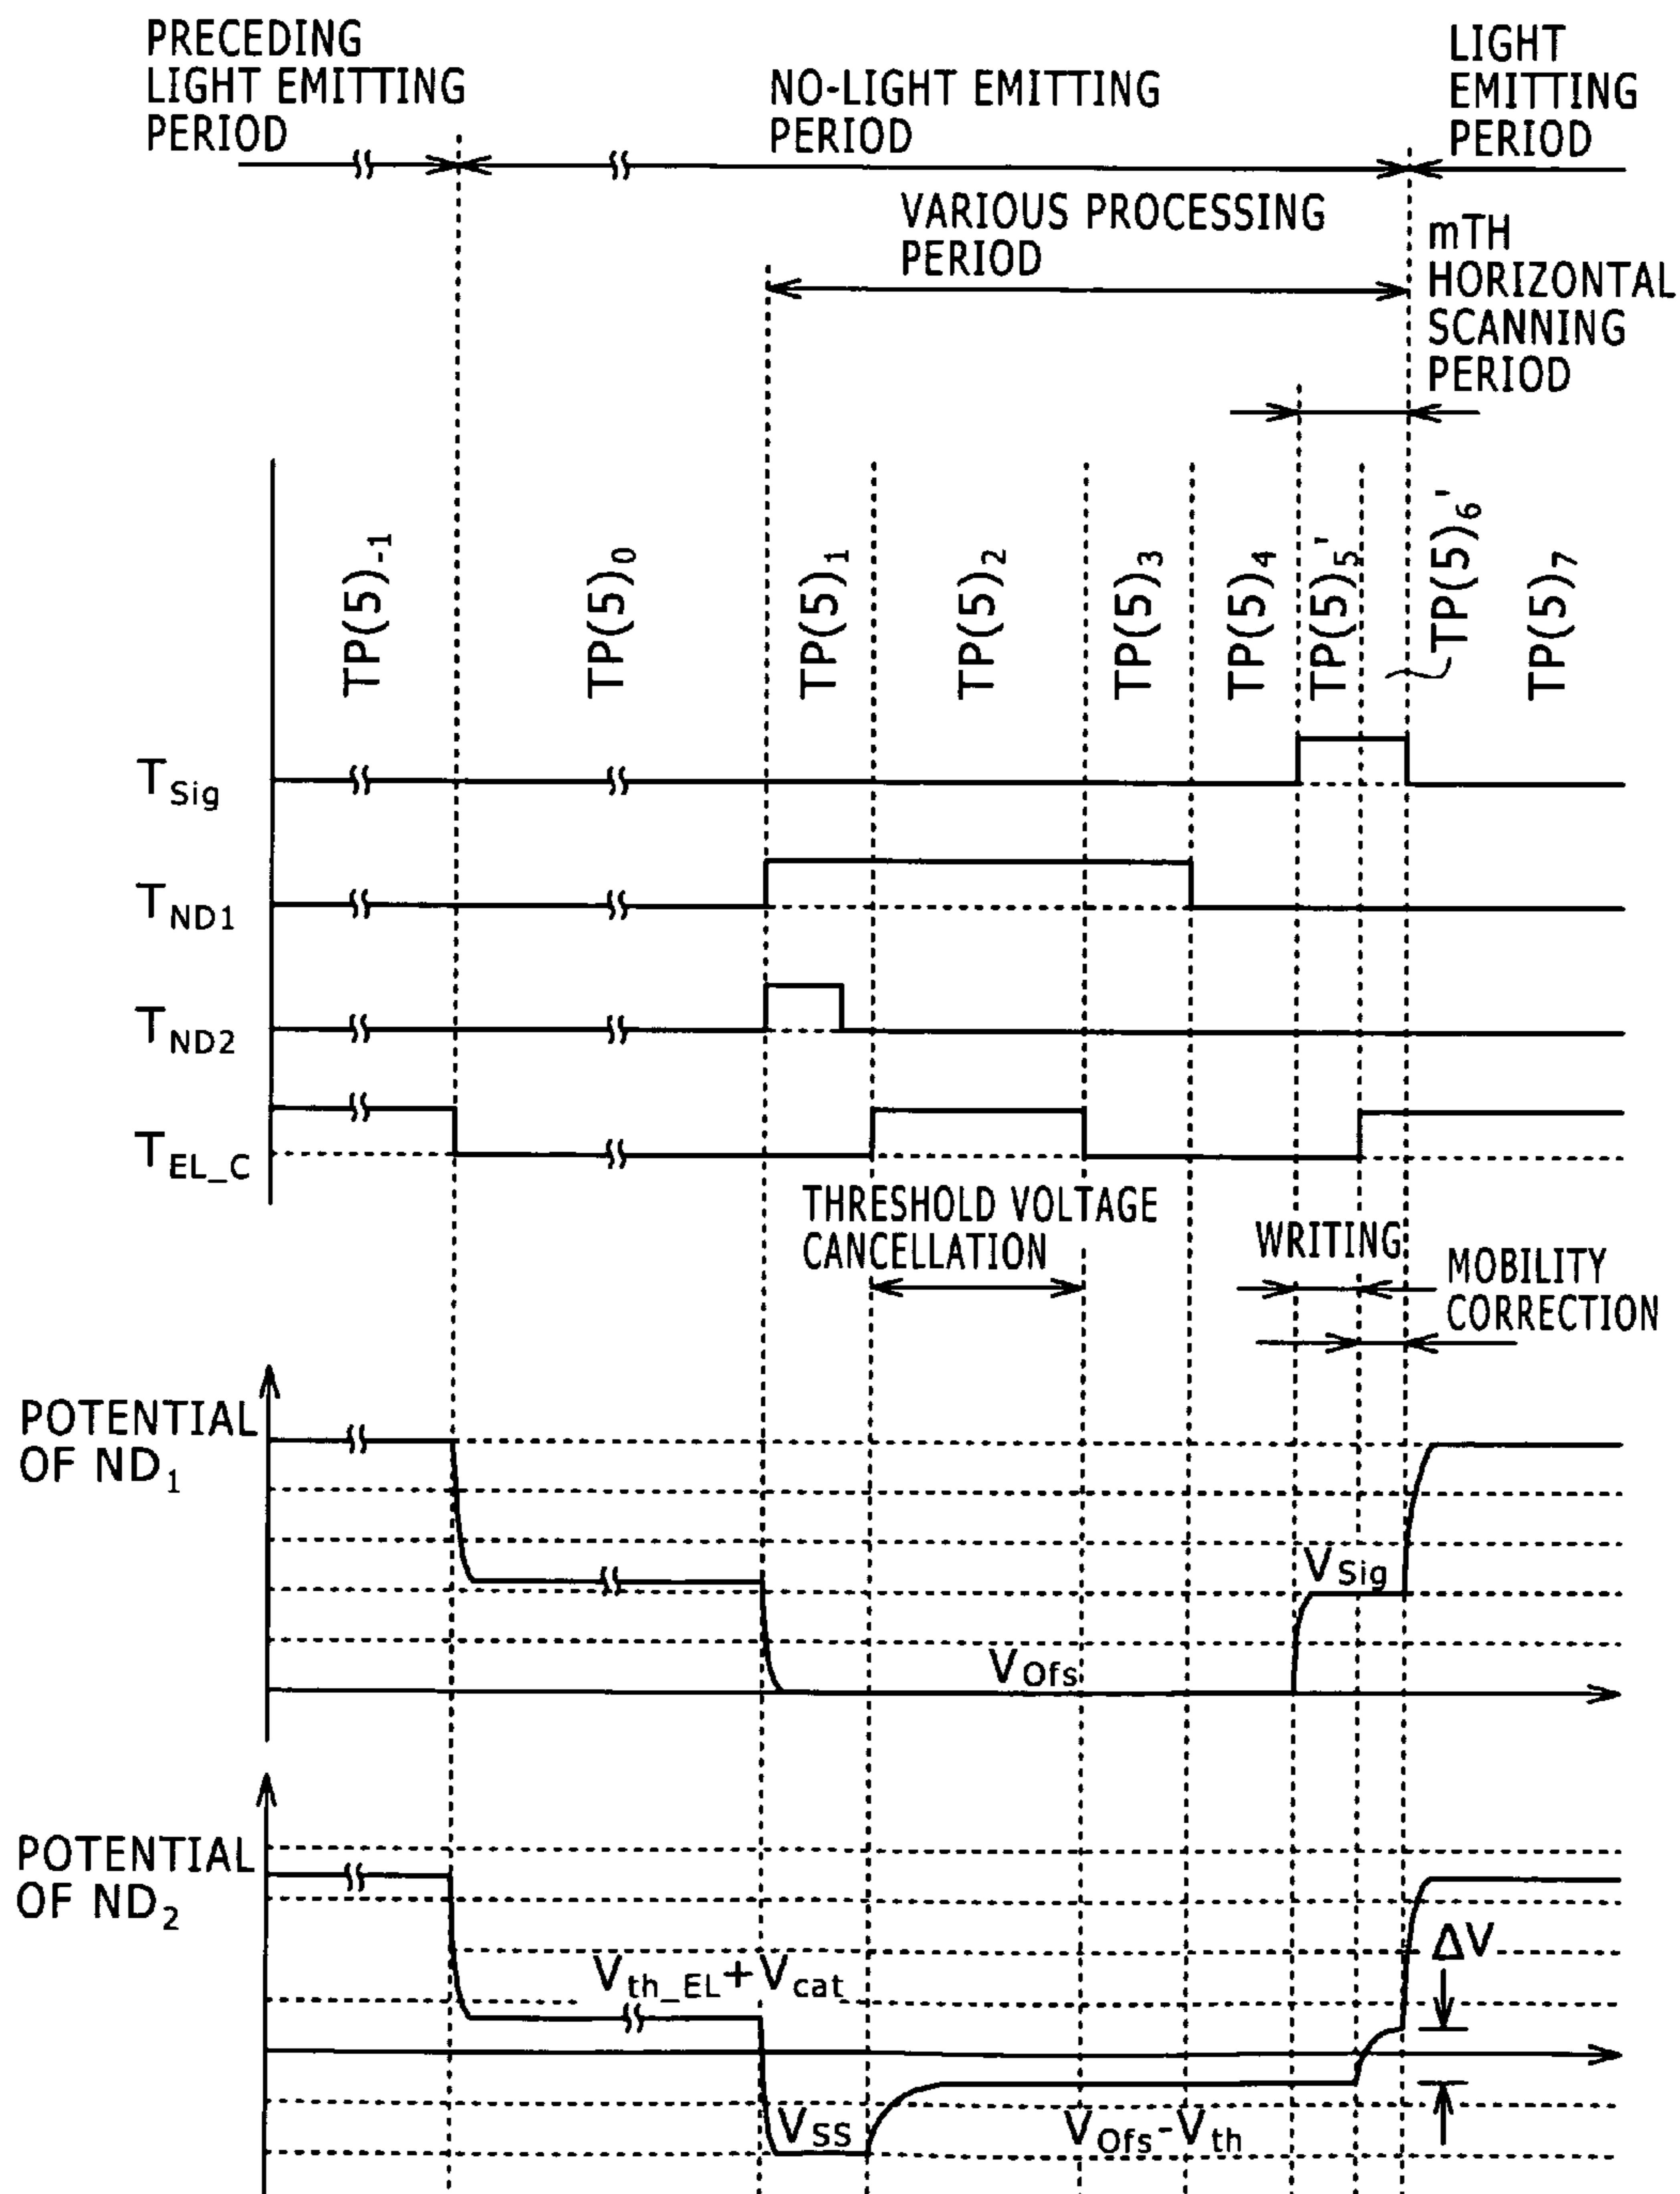 PRECEDING
LIGHT EMITTING
PERIOD
NO-LIGHT EMITTING
PERIOD
LIGHT
EMITTING
PERIOD
VARIOUS PROCESSING
PERIOD
mTH
HORIZONTAL
SCANNING
PERIOD
TP(5)-1
TP(5)0
TP(5)1
TP(5)2
TP(5)3
TP(5)4
TP(5)5'
TP(5)6'
TP(5)7
TSig
TND1
TND2
TEL_C
THRESHOLD VOLTAGE
CANCELLATION
WRITING
MOBILITY
CORRECTION
POTENTIAL
OF ND1
VSig
VOfs
POTENTIAL
OF ND2
ΔV
Vth_EL+Vcat
VSS
VOfs-Vth